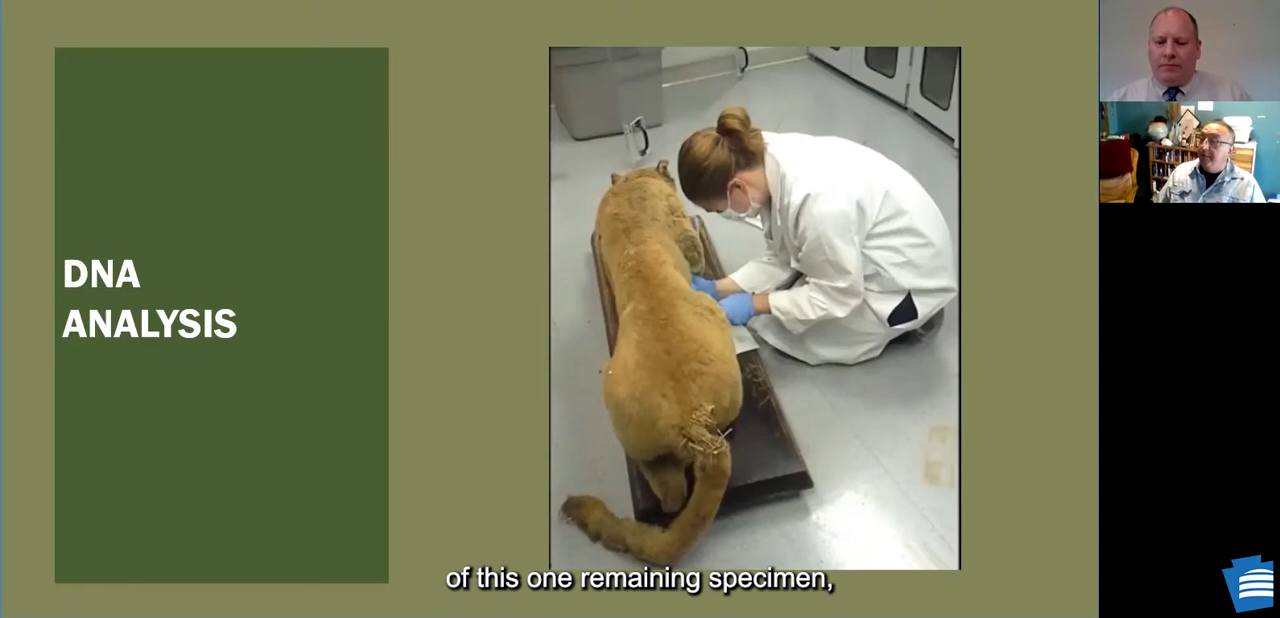 DNA
ANALYSIS
of this one remaining specimen,